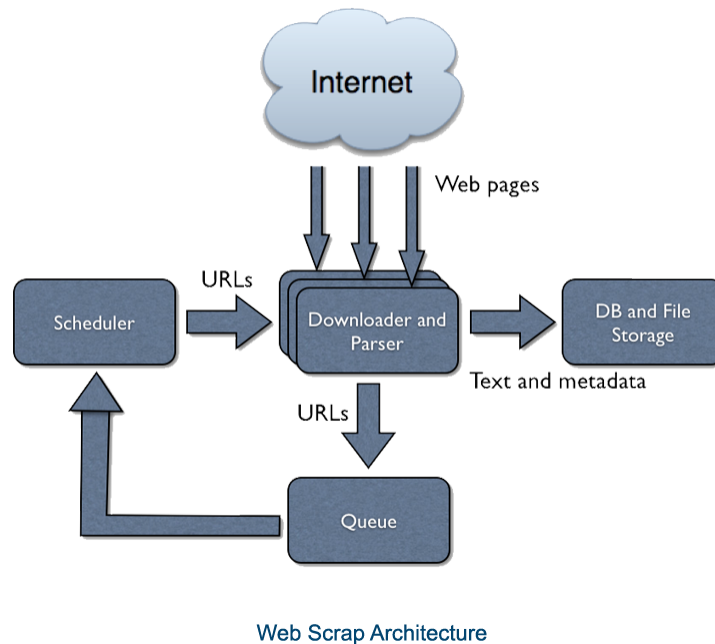 Internet
Web pages
URLs
Scheduler
Downloader and
Parser
DB and File
Storage
Text and metadata
URLs
Queue
Web Scrap Architecture